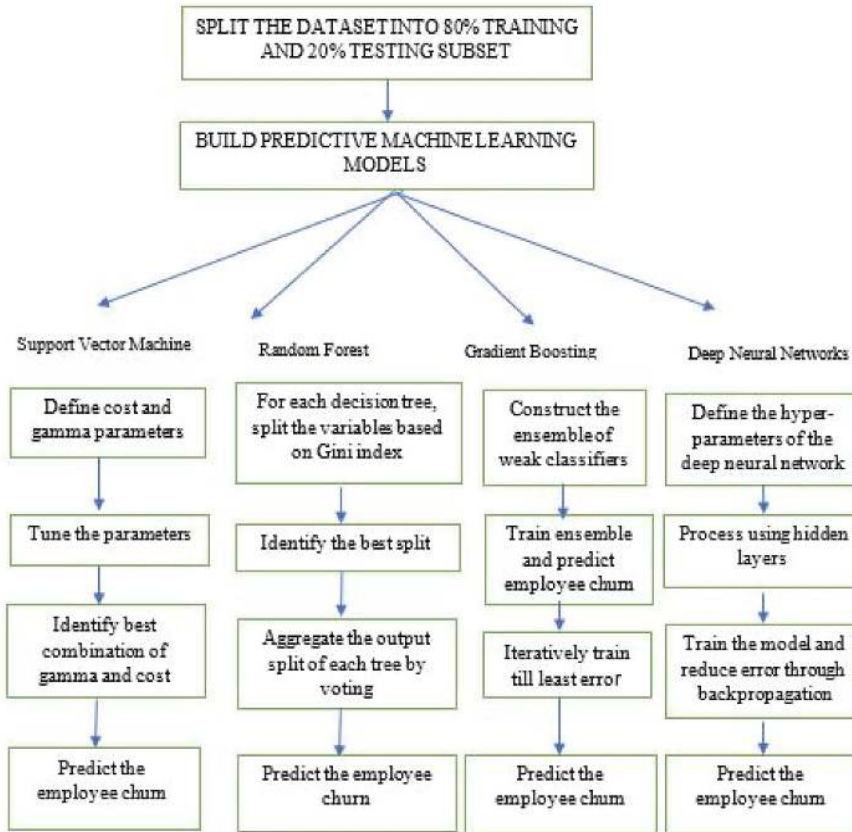 SPLIT THE DATASET INTO 80% TRAINING
AND 20% TESTING SUBSET
BUILD PREDICTIVE MACHINE LEARNING
MODELS
Support Vector Machine
Random Forest
Gradient Boosting
Deep Neural Networks
Define cost and
gamma parameters
Tune the parameters
Identify best
combination of
gamma and cost
Predict the
employee churn
For each decision tree,
split the variables based
on Gini index
Identify the best split
Aggregate the output
split of each tree by
voting
Predict the employee
churn
Construct the
ensemble of
weak classifiers
Train ensemble
and predict
employee churn
Iteratively train
till least error
Predict the
employee churn
Define the hyper-
parameters of the
deep neural network
Process using hidden
layers
Train the model and
reduce error through
backpropagation
Predict the
employee churn